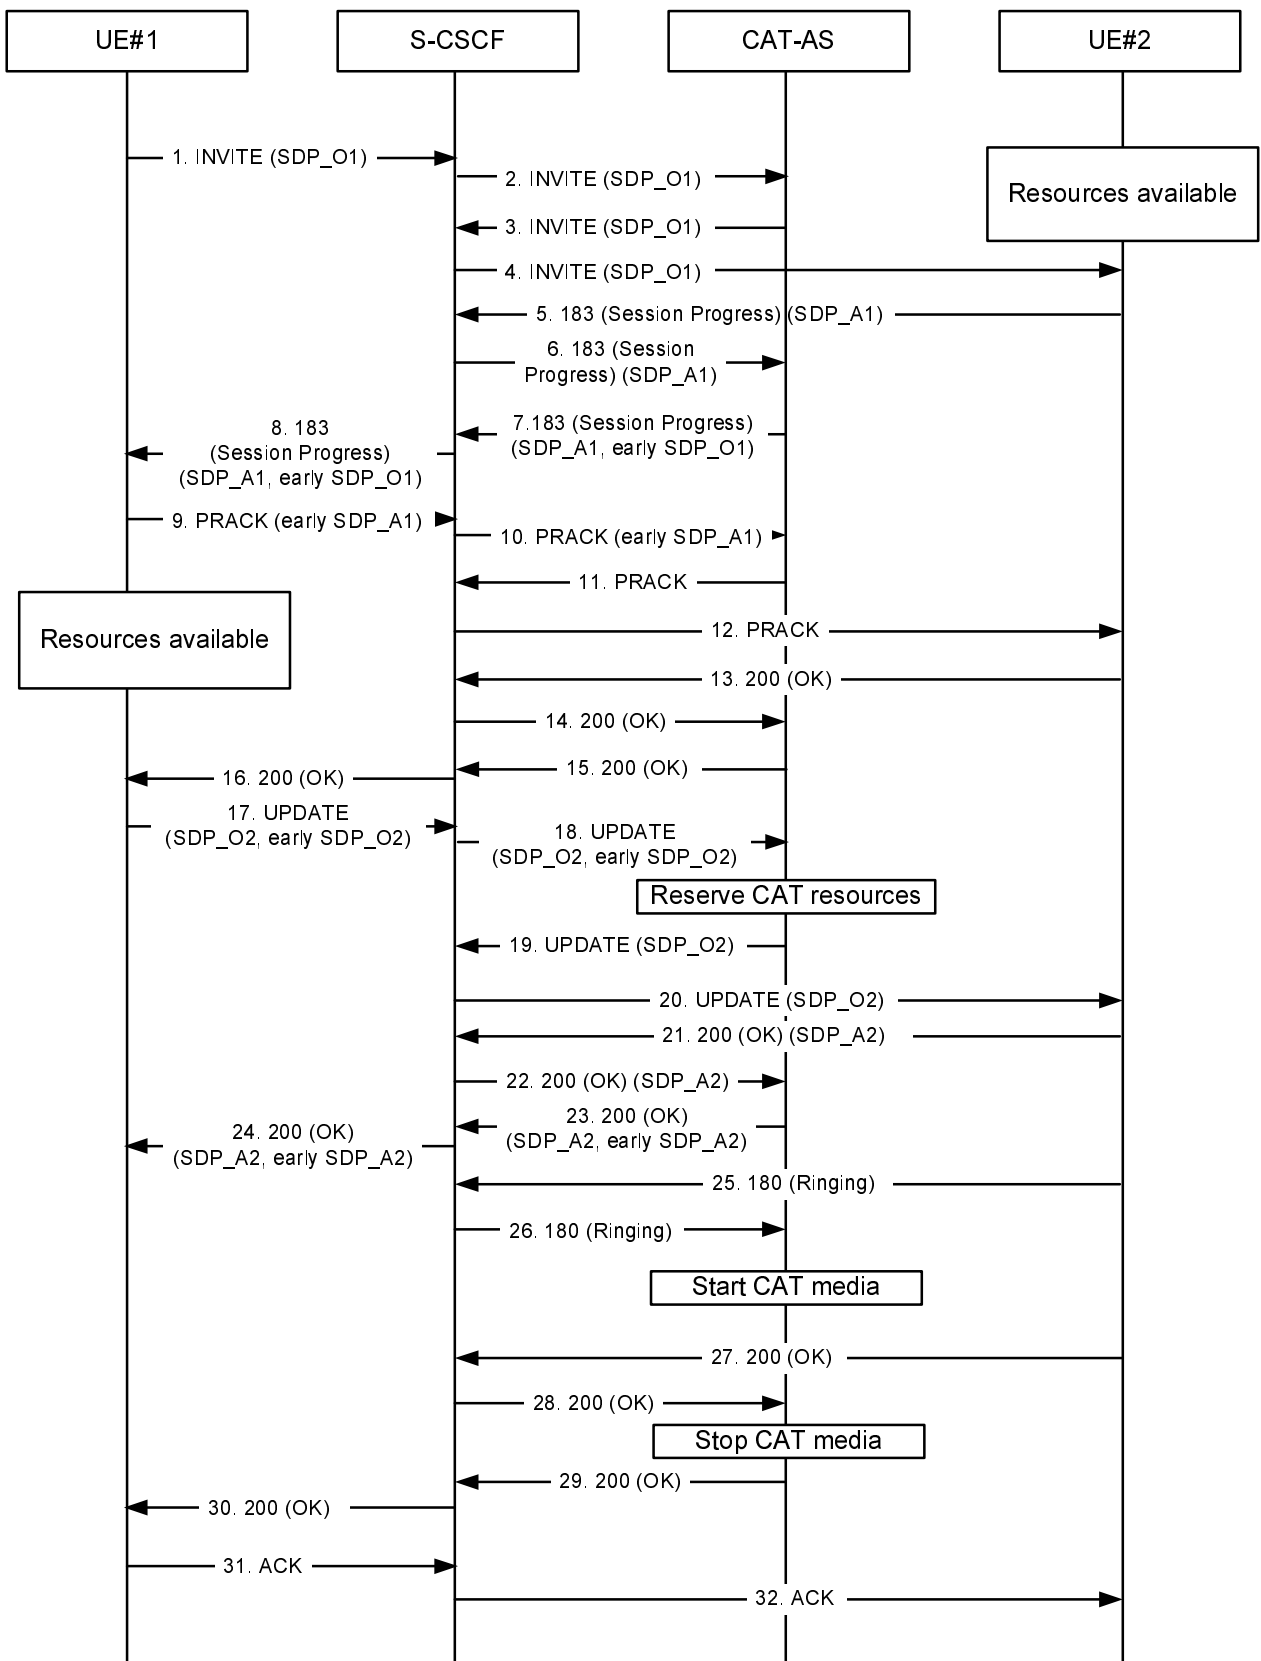 UE#1
S-CSCF
CAT-AS
UE#2
1. INVITE (SDP_O1)
Resources available
2. INVITE (SDP_O1)
3. INVITE (SDP_O1)
4. INVITE (SDP_O1)
5. 183 (Session Progress) (SDP_A1)
6. 183 (Session
Progress) (SDP_A1)
7.183 (Session Progress)
(SDP_A1, early SDP_O1)
8. 183
(Session Progress)
(SDP_A1, early SDP_O1)
9. PRACK (early SDP_A1)
10. PRACK (early SDP_A1)
11. PRACK
Resources available
12. PRACK
13. 200 (OK)
14. 200 (OK)
15. 200 (OK)
16. 200 (OK)
17. UPDATE
(SDP_O2, early SDP_O2)
18. UPDATE
(SDP_O2, early SDP_O2)
Reserve CAT resources
19. UPDATE (SDP_O2)
20. UPDATE (SDP_O2)
21. 200 (OK) (SDP_A2)
22. 200 (OK) (SDP_A2)
23. 200 (OK)
(SDP_A2, early SDP_A2)
24. 200 (OK)
(SDP_A2, early SDP_A2)
25. 180 (Ringing)
26. 180 (Ringing)
Start CAT media
27. 200 (OK)
28. 200 (OK)
Stop CAT media
29. 200 (OK)
30. 200 (OK)
31. ACK
32. ACK